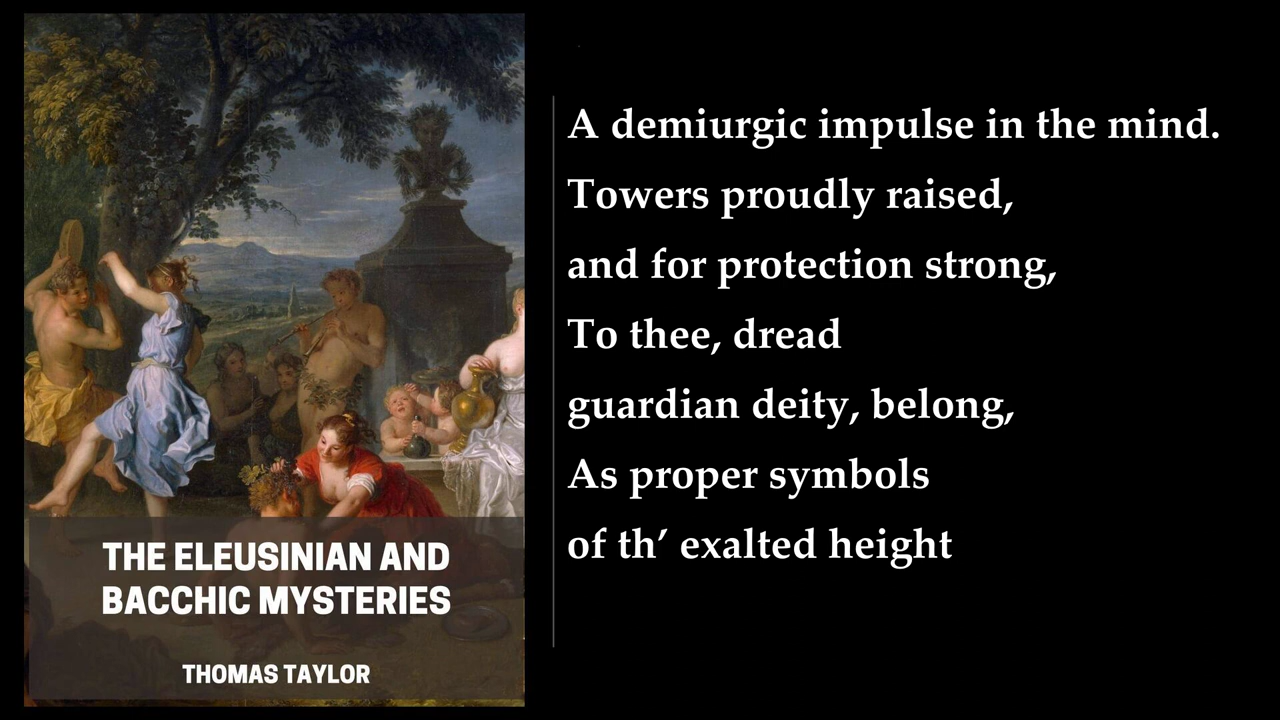 THE ELEUSINIAN AND
BACCHIC MYSTERIES
THOMAS TAYLOR
A demiurgic impulse in the mind.
Towers proudly raised,
and for protection strong,
To thee, dread
guardian deity, belong,
As proper symbols
of th’ exalted height